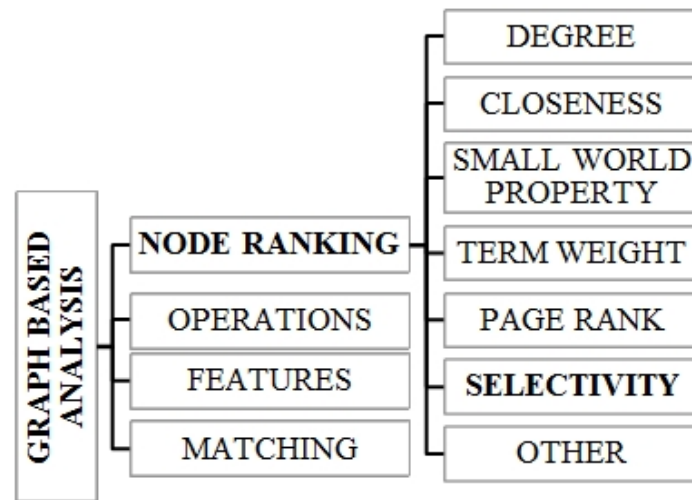 GRAPH BASED
ANALYSIS
NODE RANKING
OPERATIONS
FEATURES
MATCHING
DEGREE
CLOSENESS
SMALL WORLD
PROPERTY
TERM WEIGHT
PAGE RANK
SELECTIVITY
OTHER